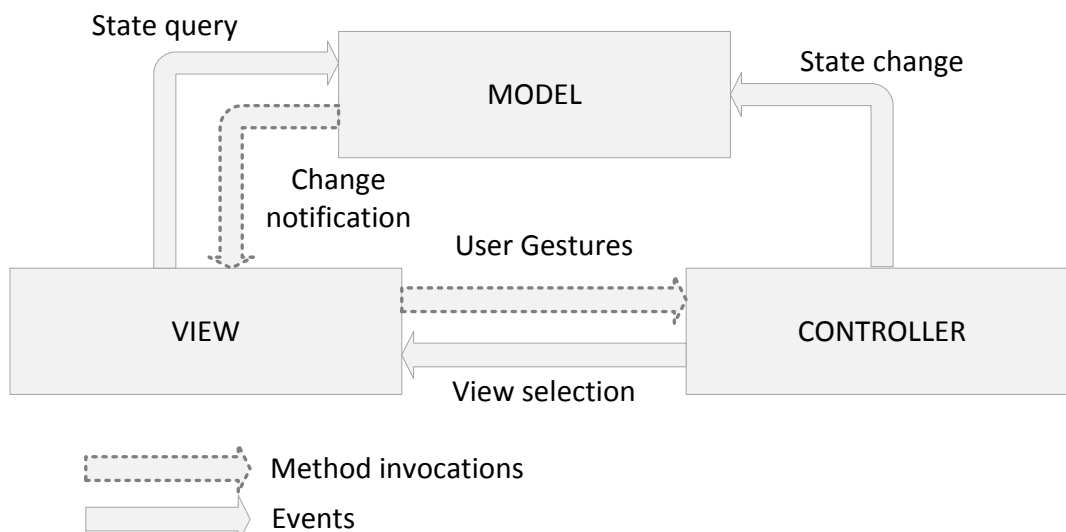 State query
MODEL
State change
Change
notification
User Gestures
VIEW
CONTROLLER
View selection
Method invocations
Events